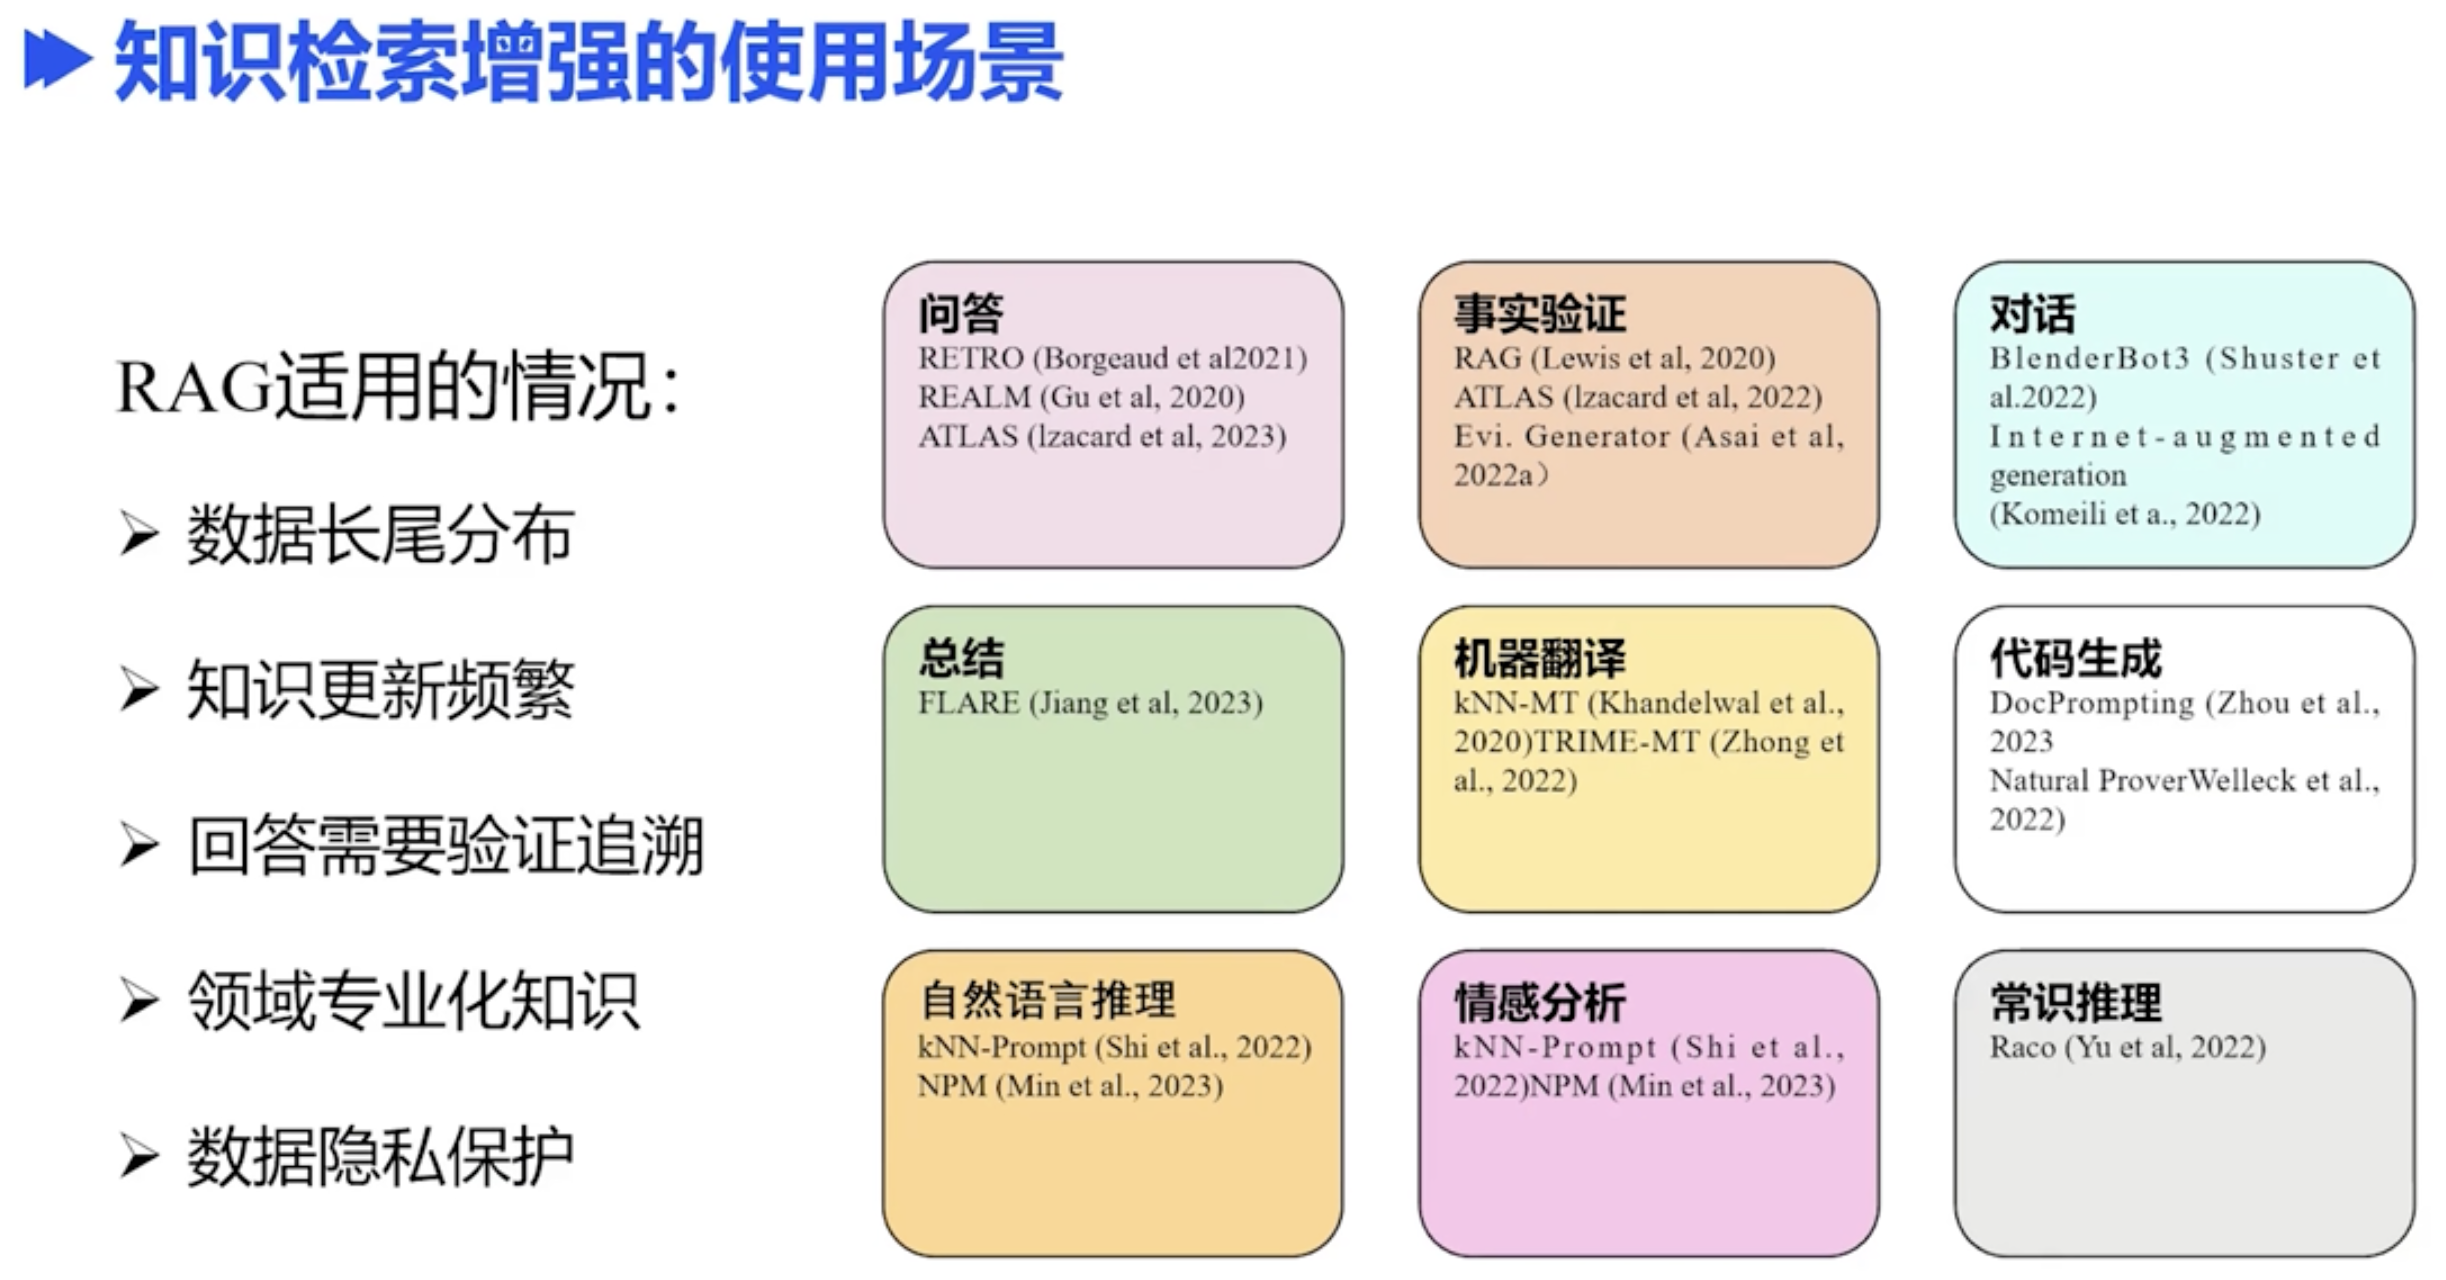 知识检索增强的使用场景
RAG适用的情况：
数据长尾分布
知识更新频繁
回答需要验证追溯
领域专业化知识
数据隐私保护
问答
RETRO (Borgeaud et al2021)
REALM (Gu et al, 2020)
ATLAS (lzacard et al, 2023)
事实验证
RAG (Lewis et al, 2020)
ATLAS (lzacard et al, 2022)
Evi. Generator (Asai et al,
2022a）
对话
BlenderBot3 (Shuster et
al.2022)
Internet-augmented
generation
(Komeili et a., 2022)
总结
FLARE (Jiang et al, 2023)
机器翻译
kNN-MT (Khandelwal et al.,
2020)TRIME-MT (Zhong et
al., 2022)
代码生成
DocPrompting (Zhou et al.,
2023
Natural ProverWelleck et al.,
2022)
自然语言推理
kNN-Prompt (Shi et al., 2022)
NPM (Min et al., 2023)
情感分析
kNN-Prompt (Shi et al.,
2022)NPM (Min et al., 2023)
常识推理
Raco (Yu et al, 2022)